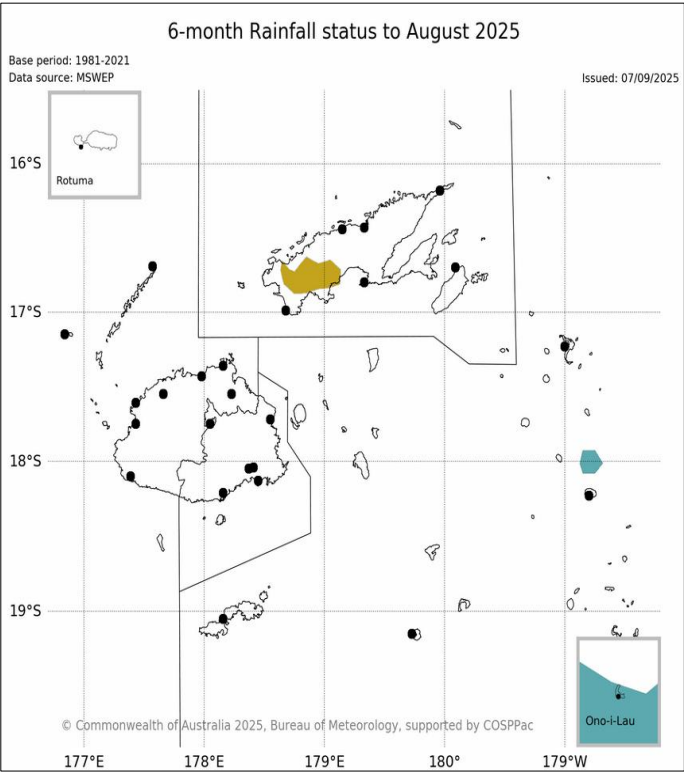 6-month Rainfall status to August 2025
Base period: 1981-2021
Data source: MSWEP
Issued: 07/09/2025
Rotuma
16°S
17°S
18°S
19°S
Ono-i-Lau
© Commonwealth of Australia 2025, Bureau of Meteorology, supported by COSPPac
177°E 178°E 179°E 180° 179°W